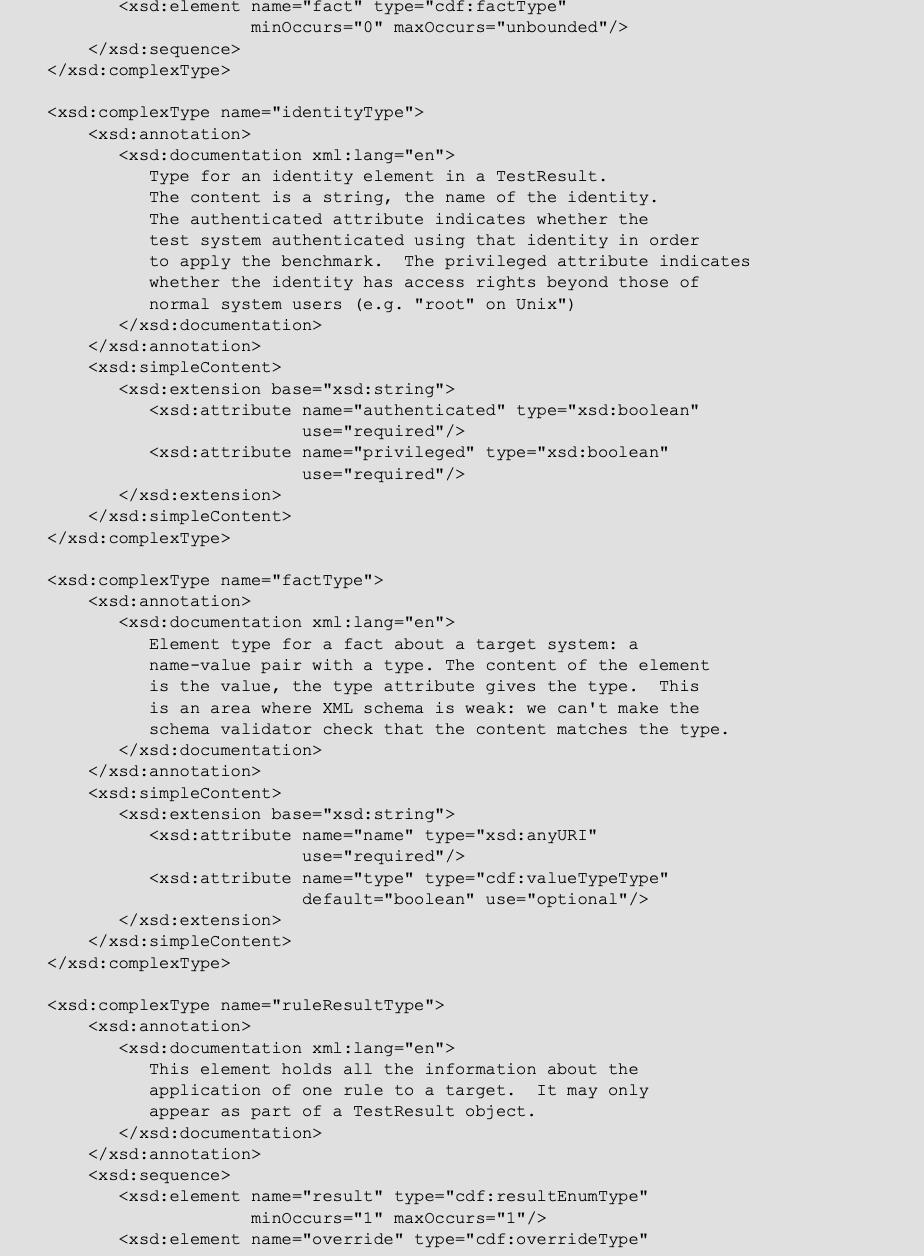 <xsd:element name="fact" type="cdf:factType"
minOccurs="0" maxOccurs="unbounded"/>
</xsd:sequence>
</xsd:complexType>
<xsd:complexType name="identityType">
<xsd:annotation>
<xsd:documentation xml:lang="en">
Type for an identity element in a TestResult.
The content is a string, the name of the identity.
The authenticated attribute indicates whether the
test system authenticated using that identity in order
to apply the benchmark.  The privileged attribute indicates
whether the identity has access rights beyond those of
normal system users (e.g. "root" on Unix")
</xsd:documentation>
</xsd:annotation>
<xsd:simpleContent>
<xsd:extension base="xsd:string">
<xsd:attribute name="authenticated" type="xsd:boolean"
use="required"/>
<xsd:attribute name="privileged" type="xsd:boolean"
use="required"/>
</xsd:extension>
</xsd:simpleContent>
</xsd:complexType>
<xsd:complexType name="factType">
<xsd:annotation>
<xsd:documentation xml:lang="en">
Element type for a fact about a target system: a
name-value pair with a type. The content of the element
is the value, the type attribute gives the type.  This
is an area where XML schema is weak: we can't make the
schema validator check that the content matches the type.
</xsd:documentation>
</xsd:annotation>
<xsd:simpleContent>
<xsd:extension base="xsd:string">
<xsd:attribute name="name" type="xsd:anyURI"
use="required"/>
<xsd:attribute name="type" type="cdf:valueTypeType"
default="boolean" use="optional"/>
</xsd:extension>
</xsd:simpleContent>
</xsd:complexType>
<xsd:complexType name="ruleResultType">
<xsd:annotation>
<xsd:documentation xml:lang="en">
This element holds all the information about the
application of one rule to a target.  It may only
appear as part of a TestResult object.
</xsd:documentation>
</xsd:annotation>
<xsd:sequence>
<xsd:element name="result" type="cdf:resultEnumType"
minOccurs="1" maxOccurs="1"/>
<xsd:element name="override" type="cdf:overrideType"